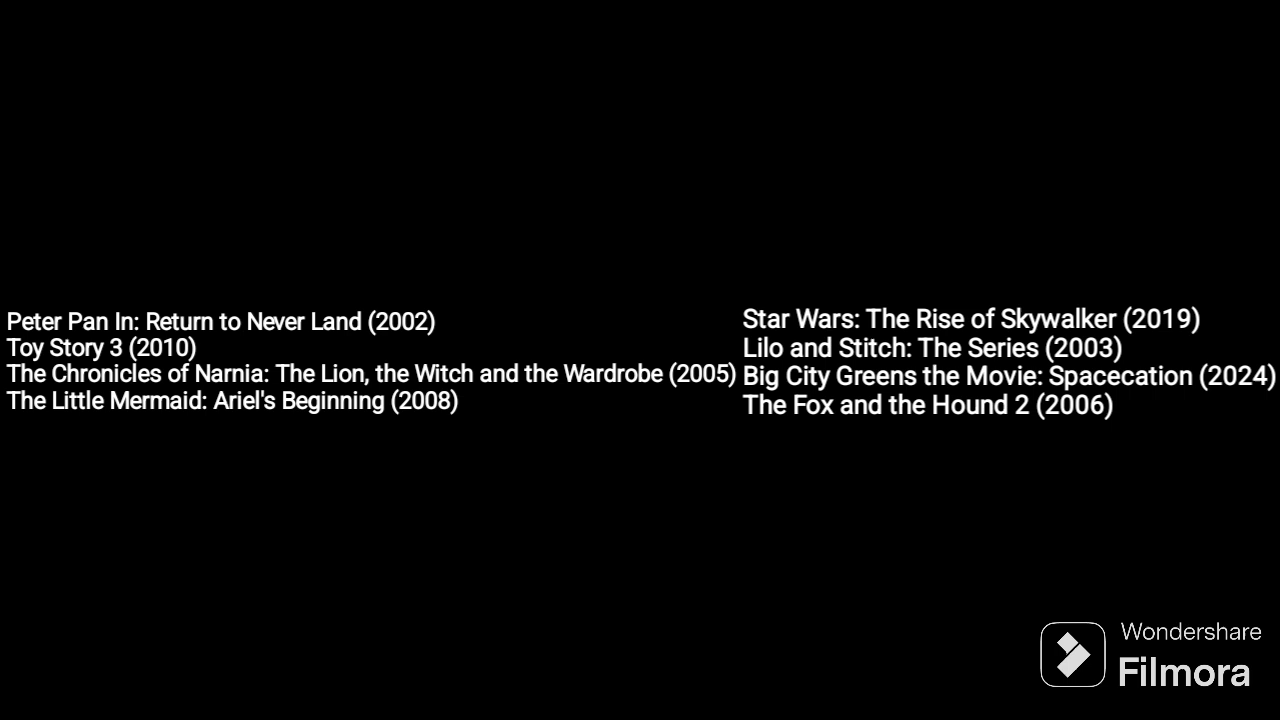 Peter Pan In: Return to Never Land (2002)
Toy Story 3 (2010)
The Chronicles of Narnia: The Lion, the Witch and the Wardrobe (2005)
The Little Mermaid: Ariel's Beginning (2008)
Star Wars: The Rise of Skywalker (2019)
Lilo and Stitch: The Series (2003)
Big City Greens the Movie: Spacecation (2024)
The Fox and the Hound 2 (2006)
Wondershare
Filmora